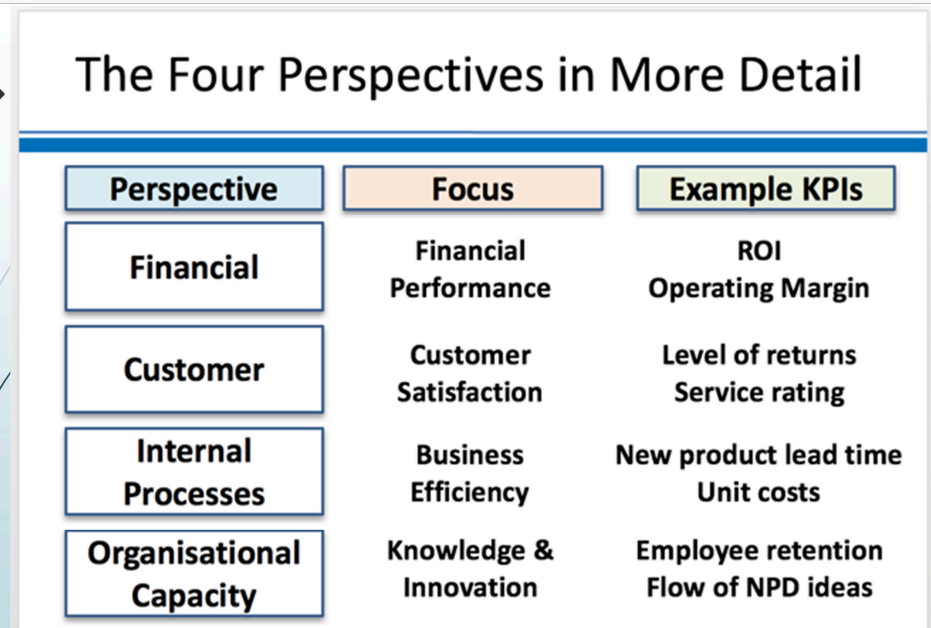 The Four Perspectives in More Detail
Perspective
Focus
Example KPIs
Financial
Financial
Performance
ROI
Operating Margin
Customer
Customer
Satisfaction
Level of returns
Service rating
Internal
Processes
Business
Efficiency
New product lead time
Unit costs
Organisational
Capacity
Knowledge &
Innovation
Employee retention
Flow of NPD ideas